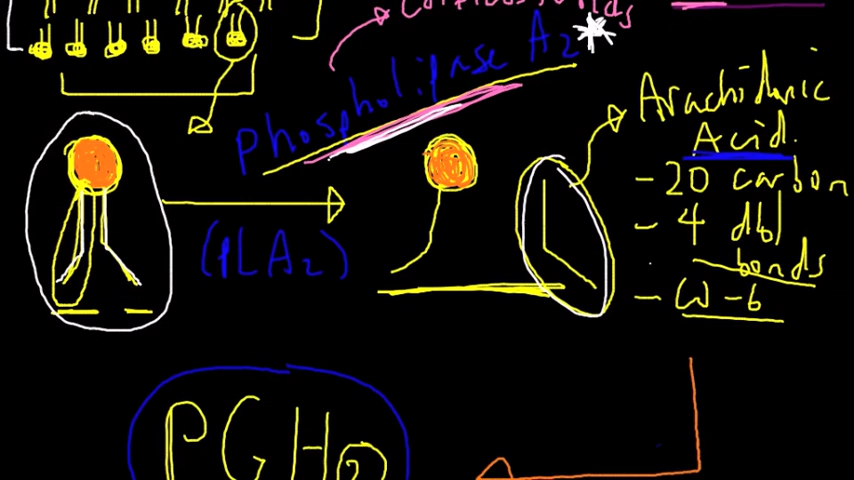 Phospholipase A2
Arachidonic
Acid
- 20 carbon
- 4 dbl
bonds
- ω-6
(PLA2)
PGH2